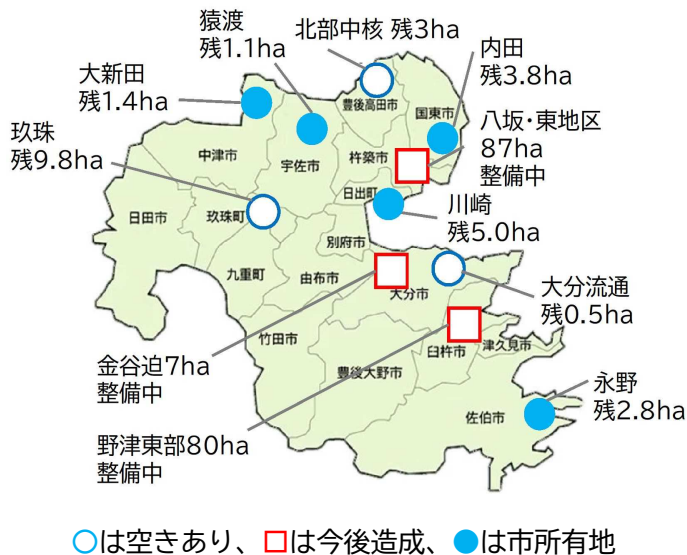 猿渡
残1.1ha
北部中核 残3ha
内田
残3.8ha
大新田
残1.4ha
八坂・東地区
87ha
整備中
玖珠
残9.8ha
川崎
残5.0ha
大分流通
残0.5ha
金谷迫7ha
整備中
野津東部80ha
整備中
永野
残2.8ha
豊後高田市
国東市
中津市
宇佐市
杵築市
日出町
日田市
玖珠町
別府市
九重町
由布市
大分市
竹田市
臼杵市
津久見市
豊後大野市
佐伯市
○は空きあり、□は今後造成、●は市所有地